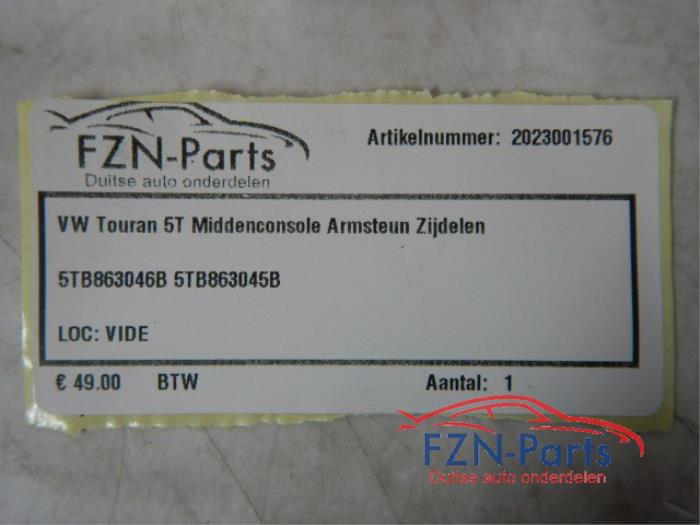 FZN-Parts
Duitse auto onderdelen
Artikelnummer: 2023001576
VW Touran 5T Middenconsole Armsteun Zijdelen
5TB863046B 5TB863045B
LOC: VIDE
€ 49.00 BTW Aantal: 1
FZN-Parts
Duitse auto onderdelen